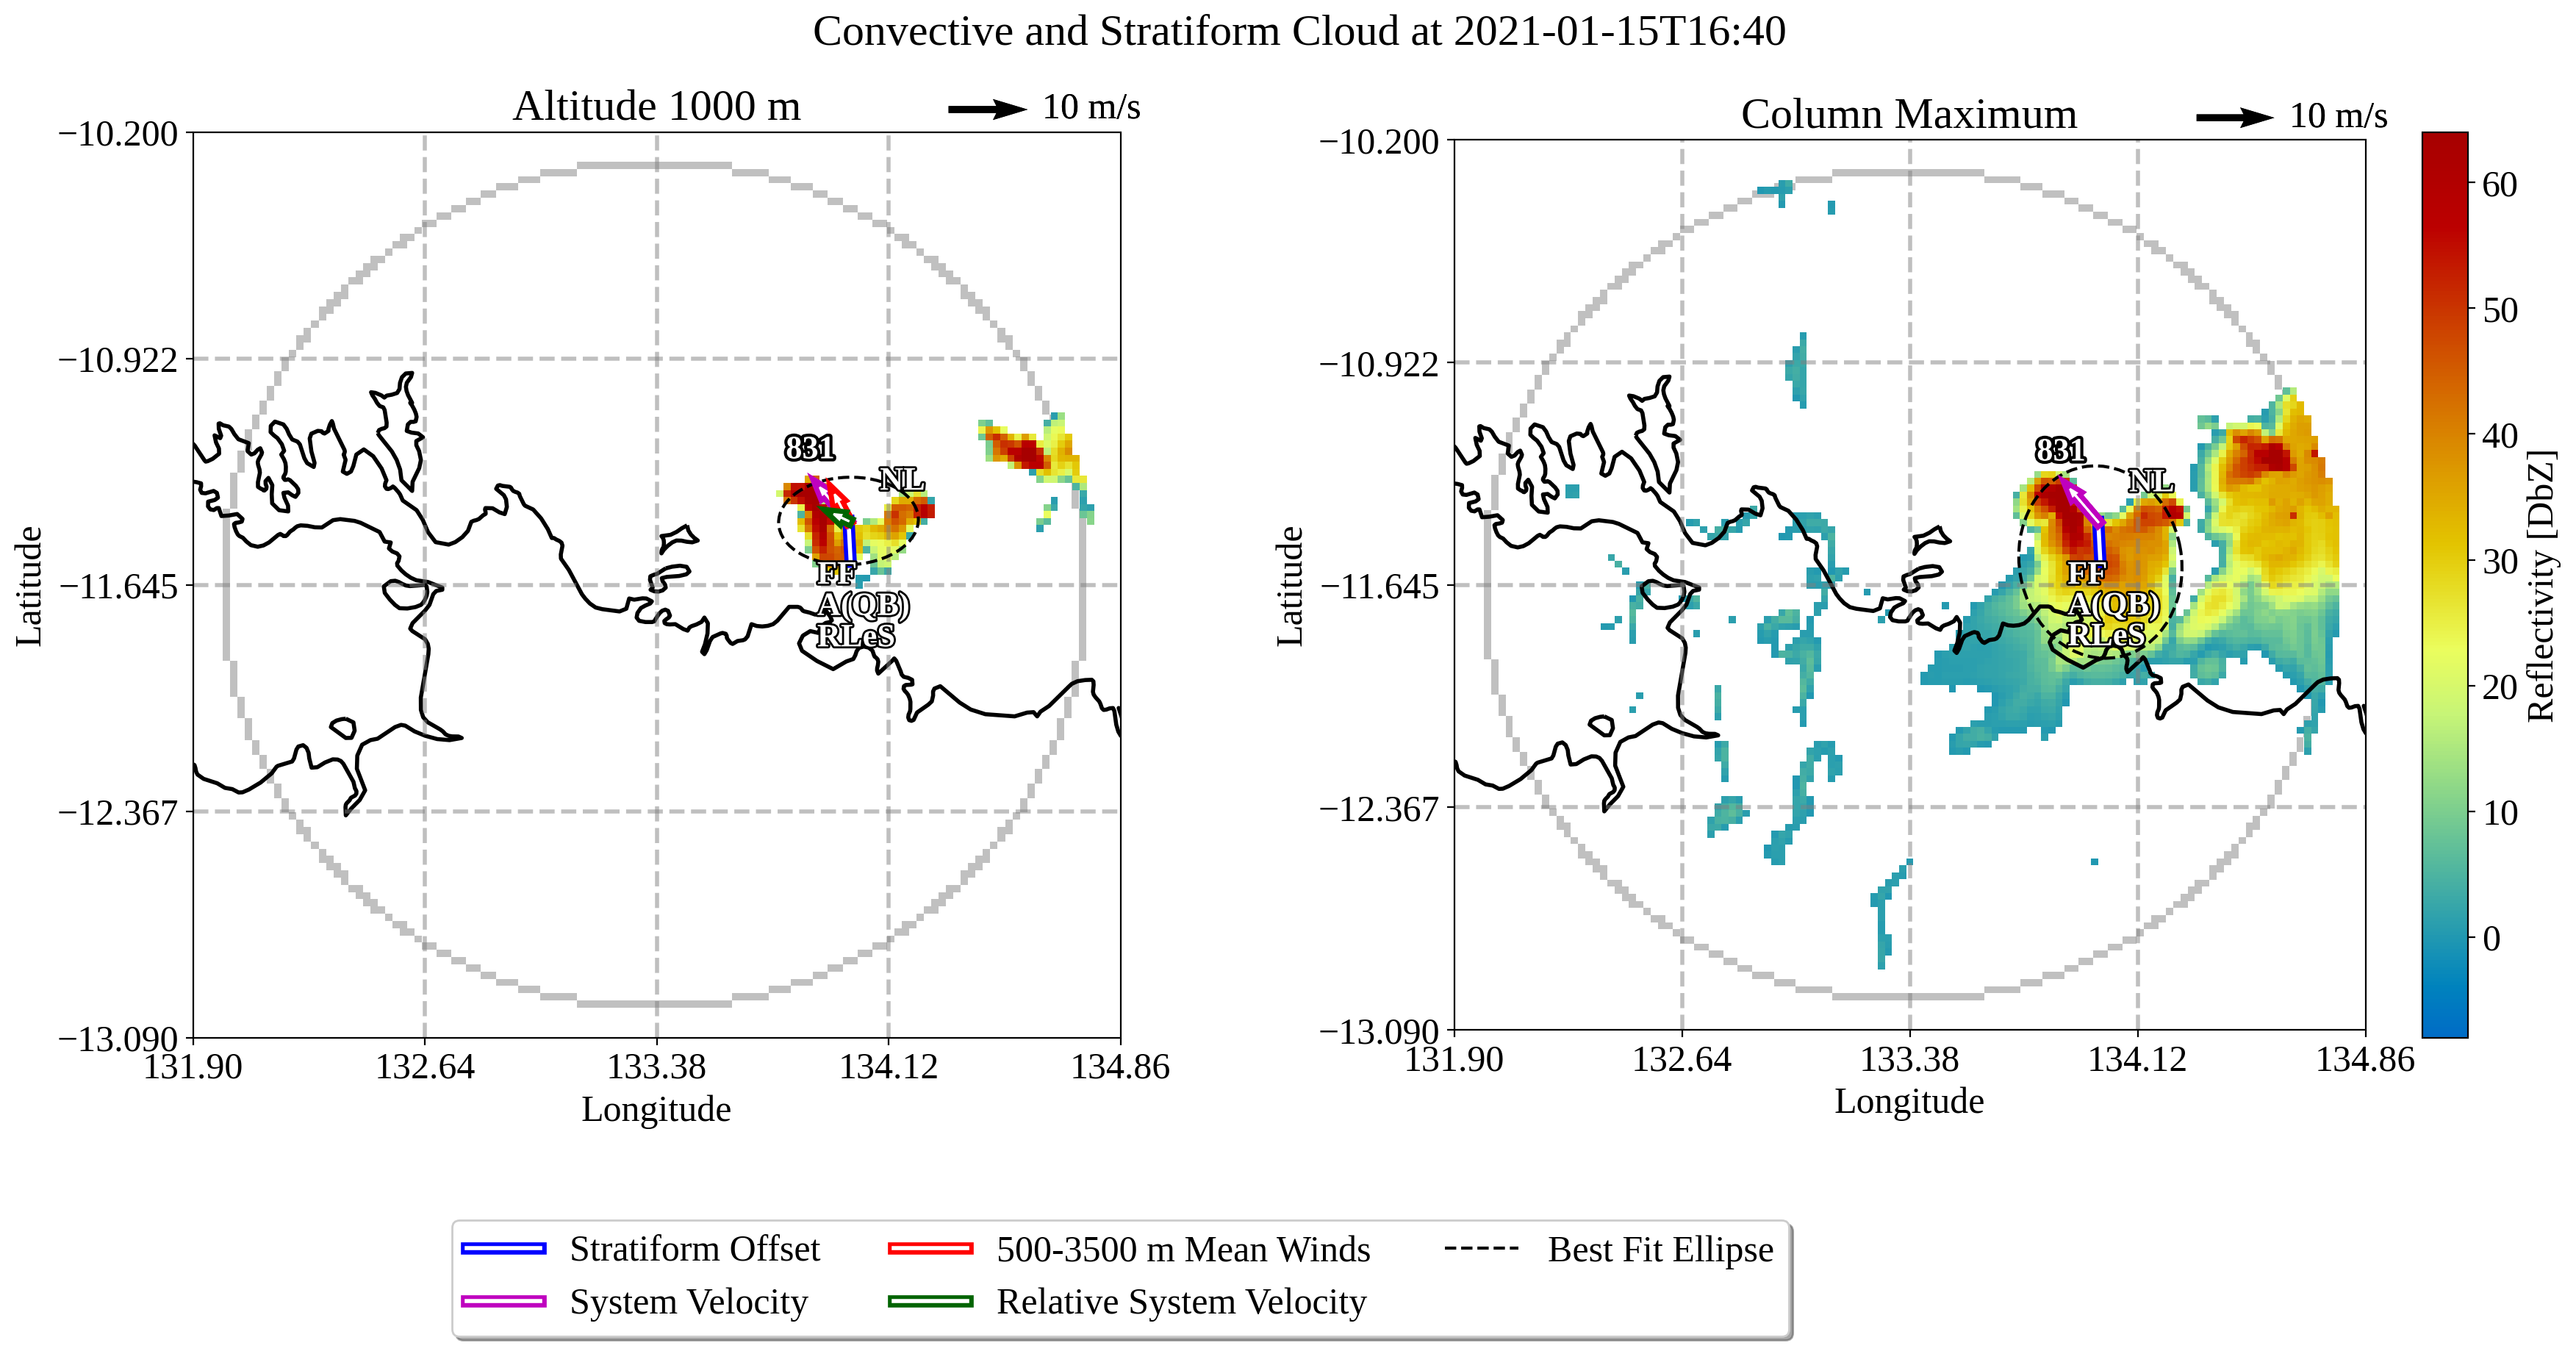 Convective and Stratiform Cloud at 2021-01-15T16:40
Altitude 1000 m
10 m/s
−10.200
−10.922
−11.645
−12.367
−13.090
Latitude
131.90
132.64
133.38
134.12
134.86
Longitude
831
NL
FF
A(QB)
RLeS
Column Maximum
10 m/s
−10.200
−10.922
−11.645
−12.367
−13.090
Latitude
131.90
132.64
133.38
134.12
134.86
Longitude
831
NL
FF
A(QB)
RLeS
60
50
40
30
20
10
0
Reflectivity [DbZ]
Stratiform Offset
System Velocity
500-3500 m Mean Winds
Relative System Velocity
Best Fit Ellipse